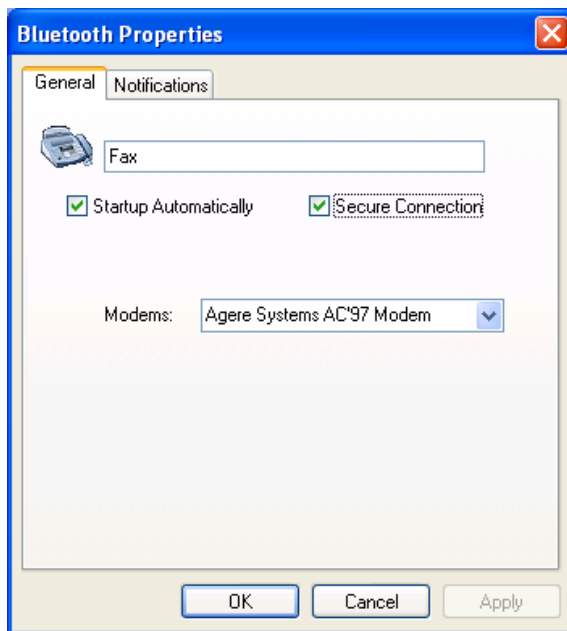 Bluetooth Properties
General Notifications
Fax
Startup Automatically Secure Connection
Modems: Agere Systems AC'97 Modem
OK Cancel Apply